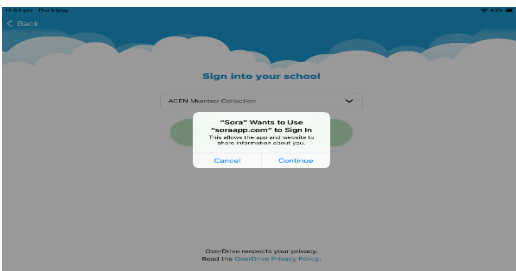 < Back
Sign into your school
ACEN Member Collection
"Sora" Wants to Use
"soraapp.com" to Sign In
This allows the app and website to
share information about you.
Cancel Continue
OverDrive respects your privacy.
Read the OverDrive Privacy Policy.